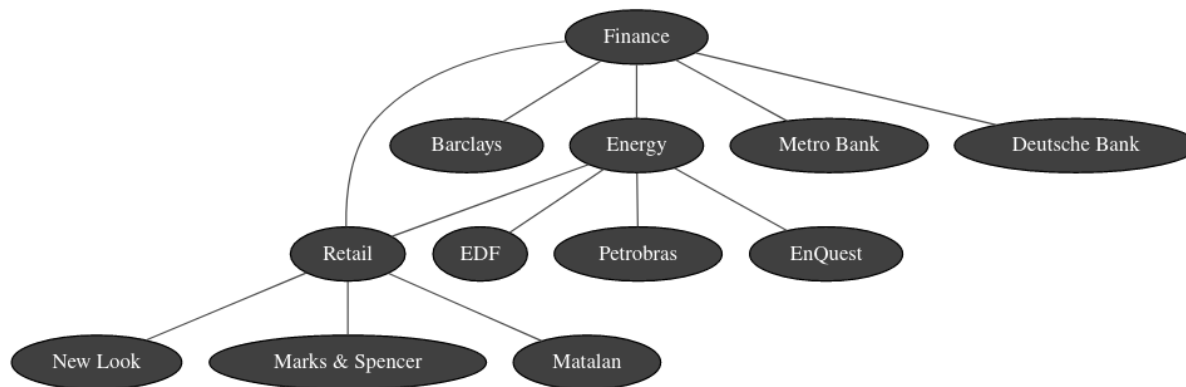 Finance
Barclays
Energy
Metro Bank
Deutsche Bank
Retail
EDF
Petrobras
EnQuest
New Look
Marks & Spencer
Matalan